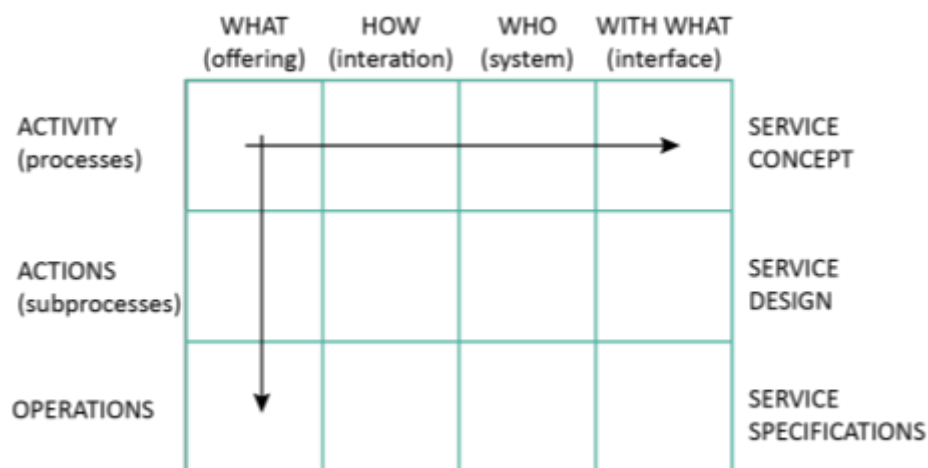 WHAT HOW WHO WITH WHAT
(offering) (interation) (system) (interface)
ACTIVITY
(processes)
SERVICE
CONCEPT
ACTIONS
(subprocesses)
SERVICE
DESIGN
OPERATIONS
SERVICE
SPECIFICATIONS